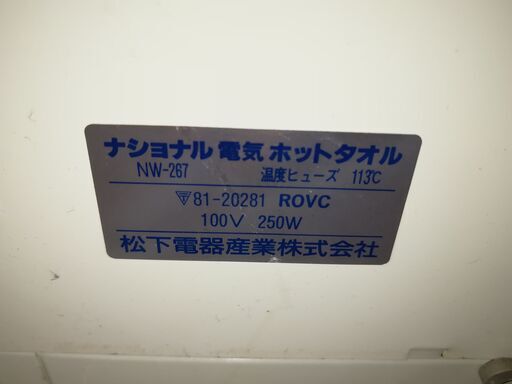 ナショナル 電気 ホットタオル
NW-267 温度ヒューズ 113℃
81-20281 ROVC
100V 250W
松下電器産業株式会社